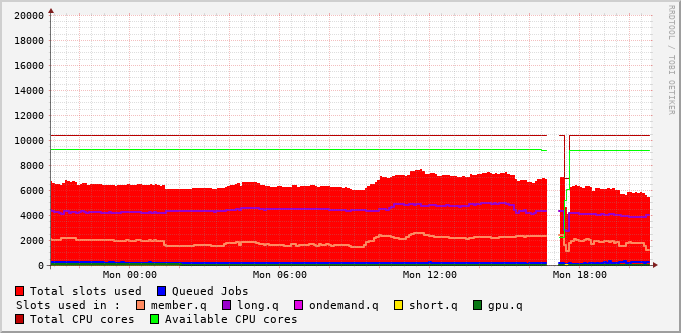 20000
18000
16000
14000
12000
10000
8000
6000
4000
2000
0
Mon 00:00 Mon 06:00 Mon 12:00 Mon 18:00
Total slots used Queued Jobs
Slots used in : member.q long.q ondemand.q short.q gpu.q
Total CPU cores Available CPU cores
RRDTOOL / TOBI OETIKER